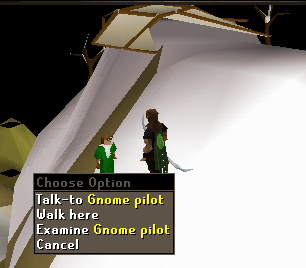 Choose Option
Talk-to Gnome pilot
Walk here
Examine Gnome pilot
Cancel